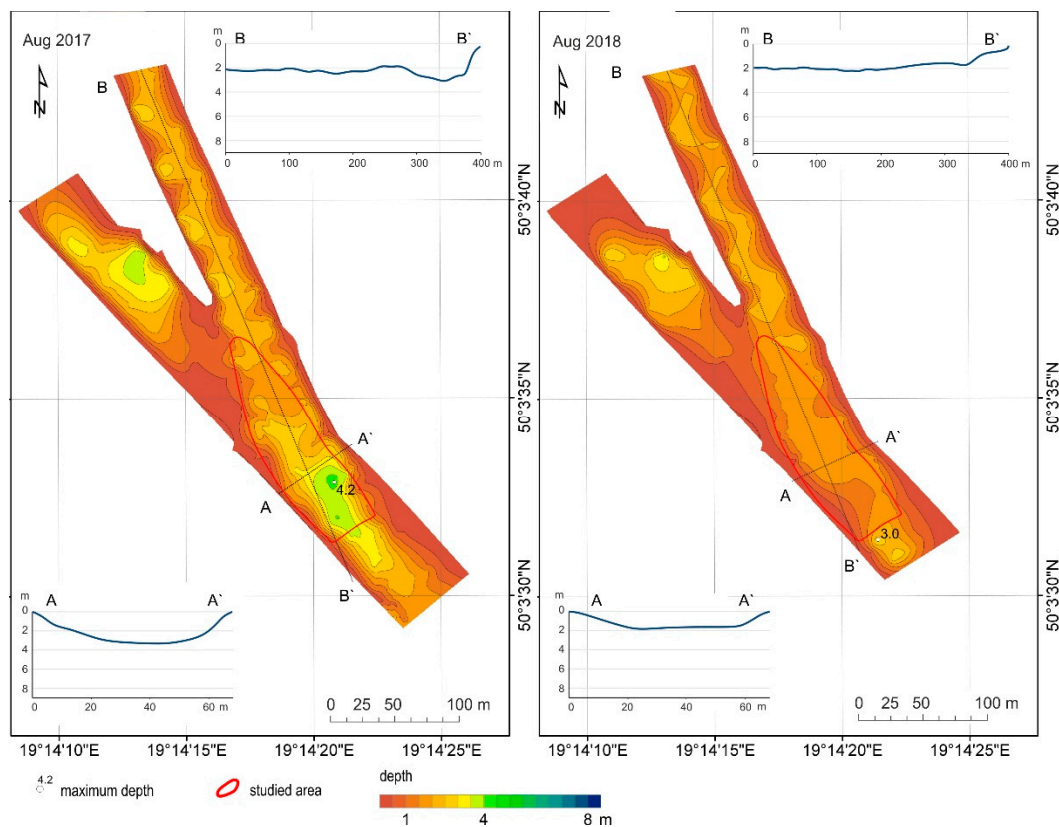 Aug 2017
N
m
0
2
4
6
8
B
B`
0
100
200
300
400 m
B
A`
4.2
A
B`
m
0
2
4
6
8
A
A`
0
20
40
60 m
0 25 50 100 m
50°3'40"N
50°3'35"N
50°3'30"N
19°14'10"E 19°14'15"E 19°14'20"E 19°14'25"E
Aug 2018
N
m
0
2
4
6
8
B
B`
0
100
200
300
400 m
B
A`
A
3.0
B`
m
0
2
4
6
8
A
A`
0
20
40
60 m
0 25 50 100 m
50°3'40"N
50°3'35"N
50°3'30"N
19°14'10"E 19°14'15"E 19°14'20"E 19°14'25"E
4.2 maximum depth
studied area
depth
1 4 8 m